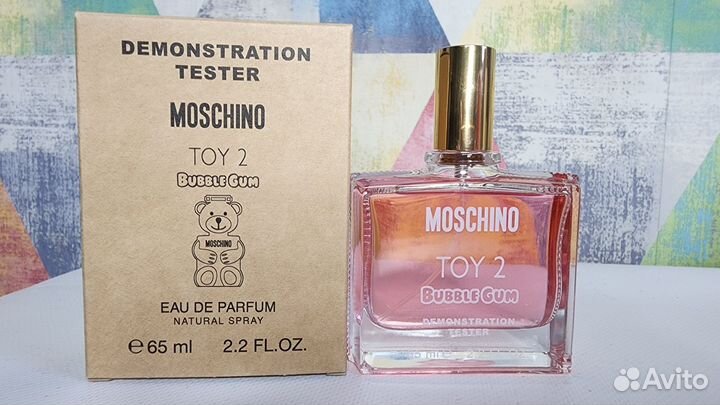 DEMONSTRATION
TESTER
MOSCHINO
TOY 2
BUBBLE GUM
MOSCHINO
EAU DE PARFUM
NATURAL SPRAY
e 65 ml 2.2 FL.OZ.
MOSCHINO
TOY 2
BUBBLE GUM
DEMONSTRATION
TESTER
Avito